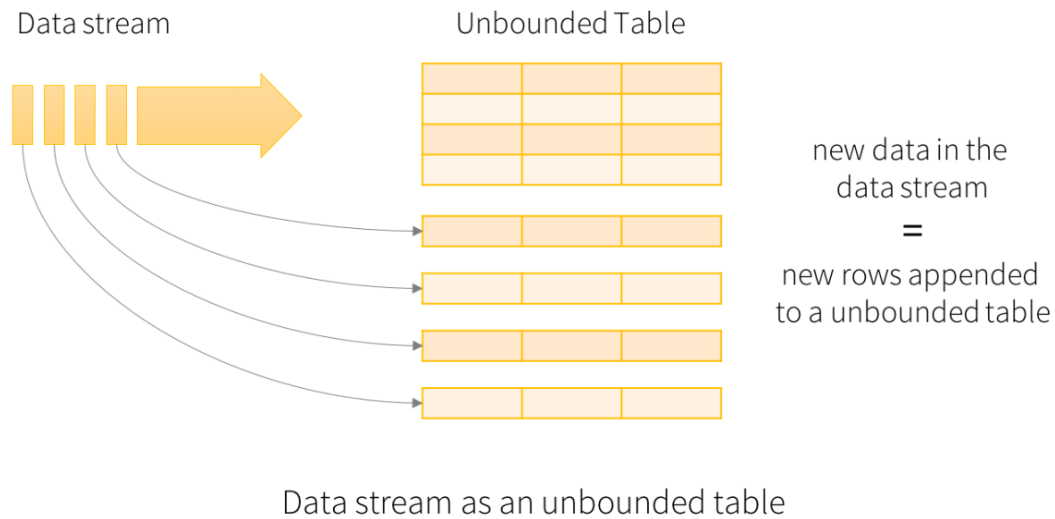 Data stream
Unbounded Table
new data in the
data stream
=
new rows appended
to a unbounded table
Data stream as an unbounded table